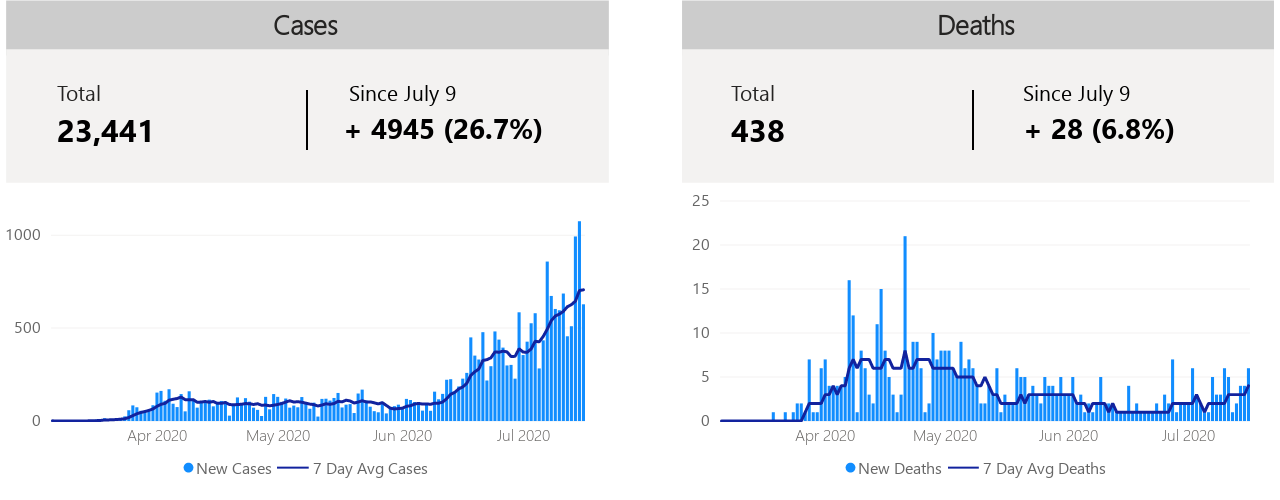 Cases
Total
23,441
Since July 9
+ 4945 (26.7%)
1000
500
0
Apr 2020 May 2020 Jun 2020 Jul 2020
New Cases 7 Day Avg Cases
Deaths
Total
438
Since July 9
+ 28 (6.8%)
25
20
15
10
5
0
Apr 2020 May 2020 Jun 2020 Jul 2020
New Deaths 7 Day Avg Deaths